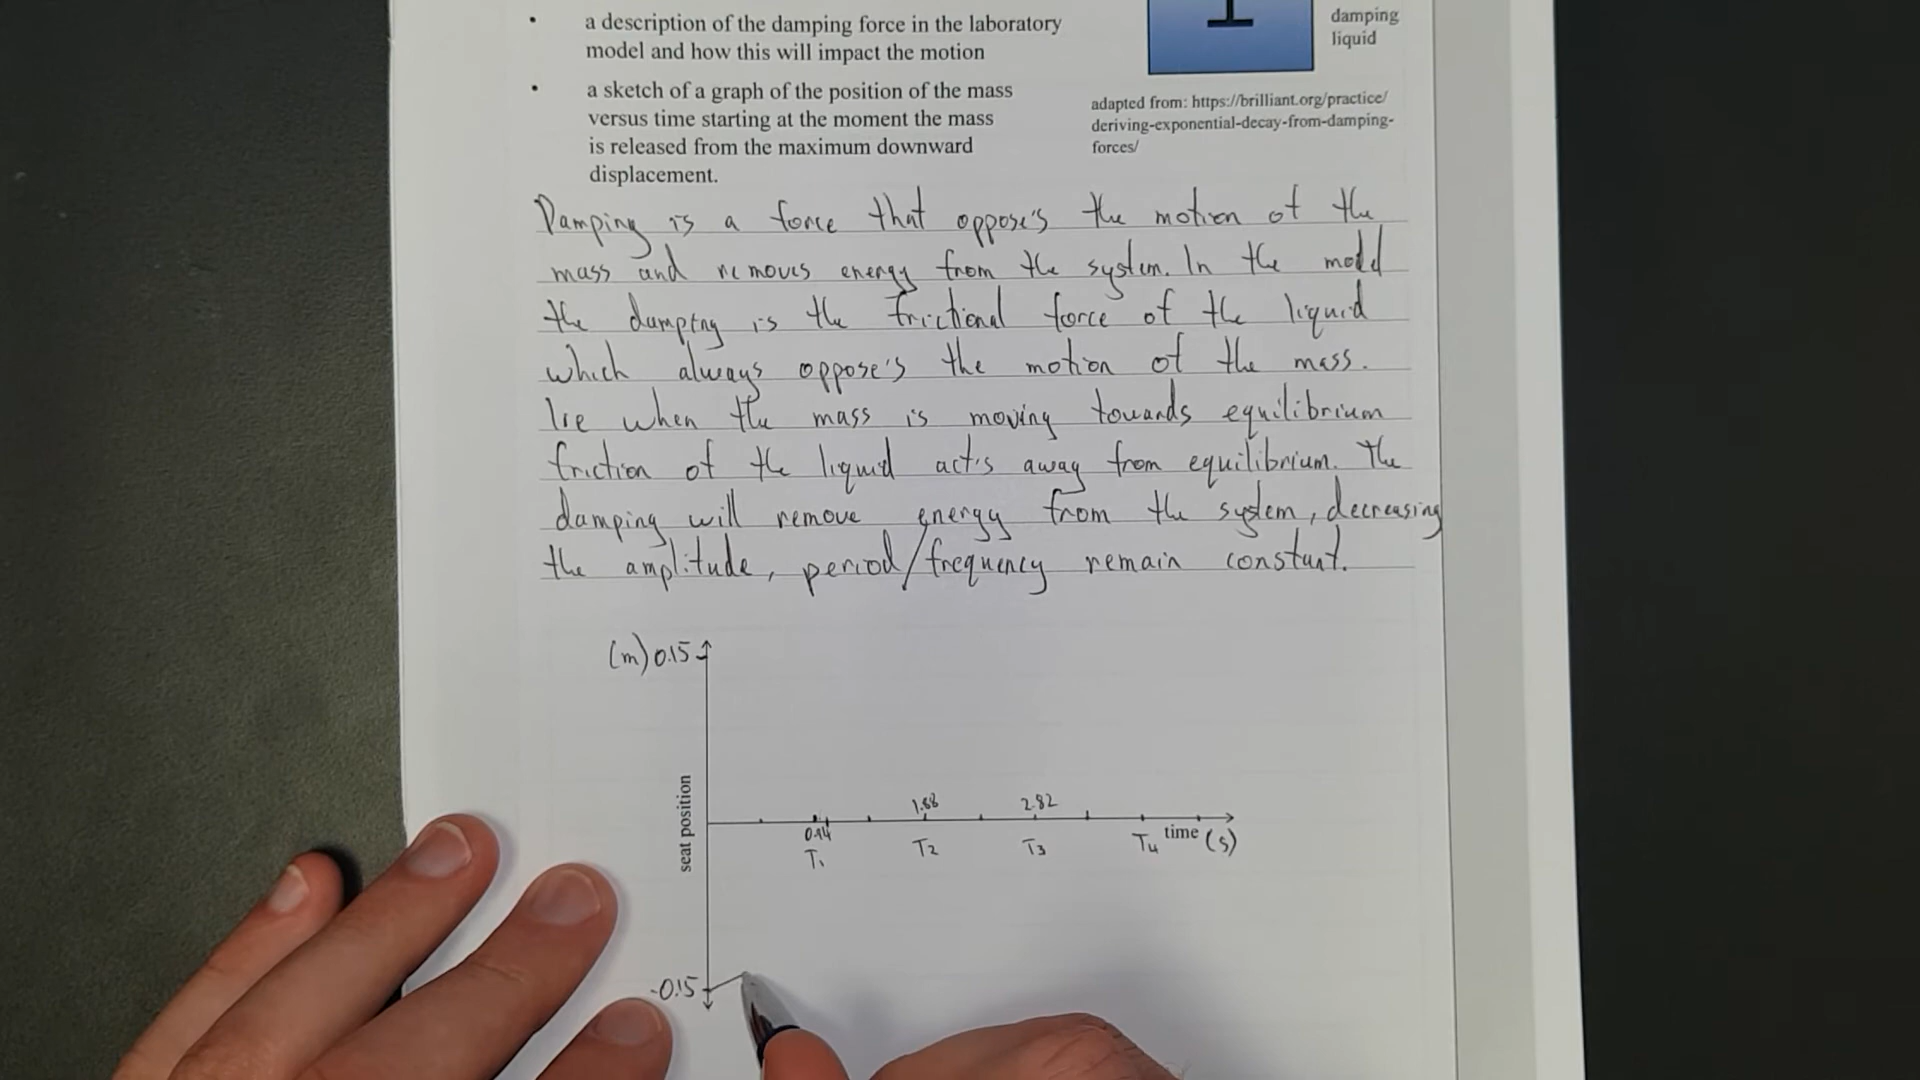 • a description of the damping force in the laboratory
model and how this will impact the motion
• a sketch of a graph of the position of the mass
versus time starting at the moment the mass
is released from the maximum downward
displacement.
damping
liquid
adapted from: https://brilliant.org/practice/
deriving-exponential-decay-from-damping-
forces/
Damping is a force that oppose's the motion of the
mass and removes energy from the system. In the model
the damping is the frictional force of the liquid
which always oppose's the motion of the mass.
Ie when the mass is moving towards equilibrium
friction of the liquid act's away from equilibrium. The
damping will remove energy from the system, decreasing
the amplitude, period/frequency remain constant.
(m) 0.15
seat position
1.88 2.82
0.94
T1 T2 T3 T4 time (s)
-0.15